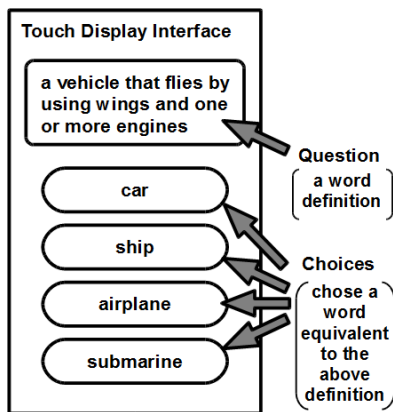 Touch Display Interface
a vehicle that flies by
using wings and one
or more engines
car
ship
airplane
submarine
Question
a word
definition
Choices
chose a
word
equivalent
to the
above
definition